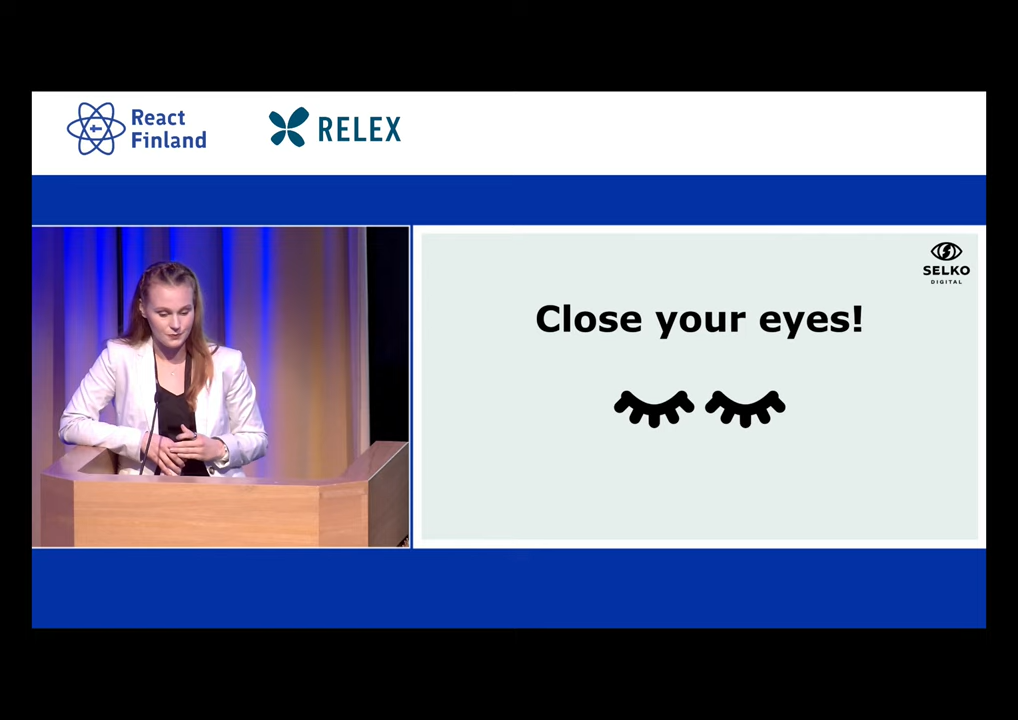 React
Finland
RELEX
SELKO
DIGITAL
Close your eyes!